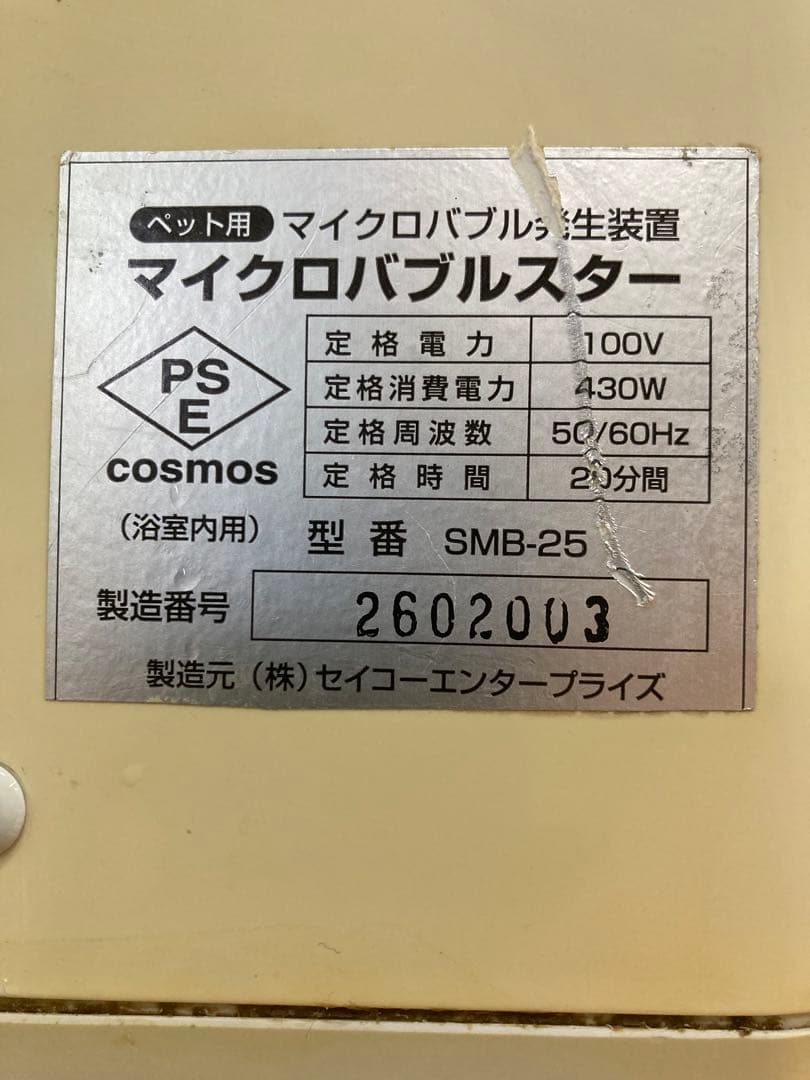 ペット用 マイクロバブル発生装置
マイクロバブルスター
PS
E
cosmos
定格電力 100V
定格消費電力 430W
定格周波数 50/60Hz
定格時間 20分間
(浴室内用) 型番 SMB-25
製造番号 2602003
製造元(株)セイコーエンタープライズ